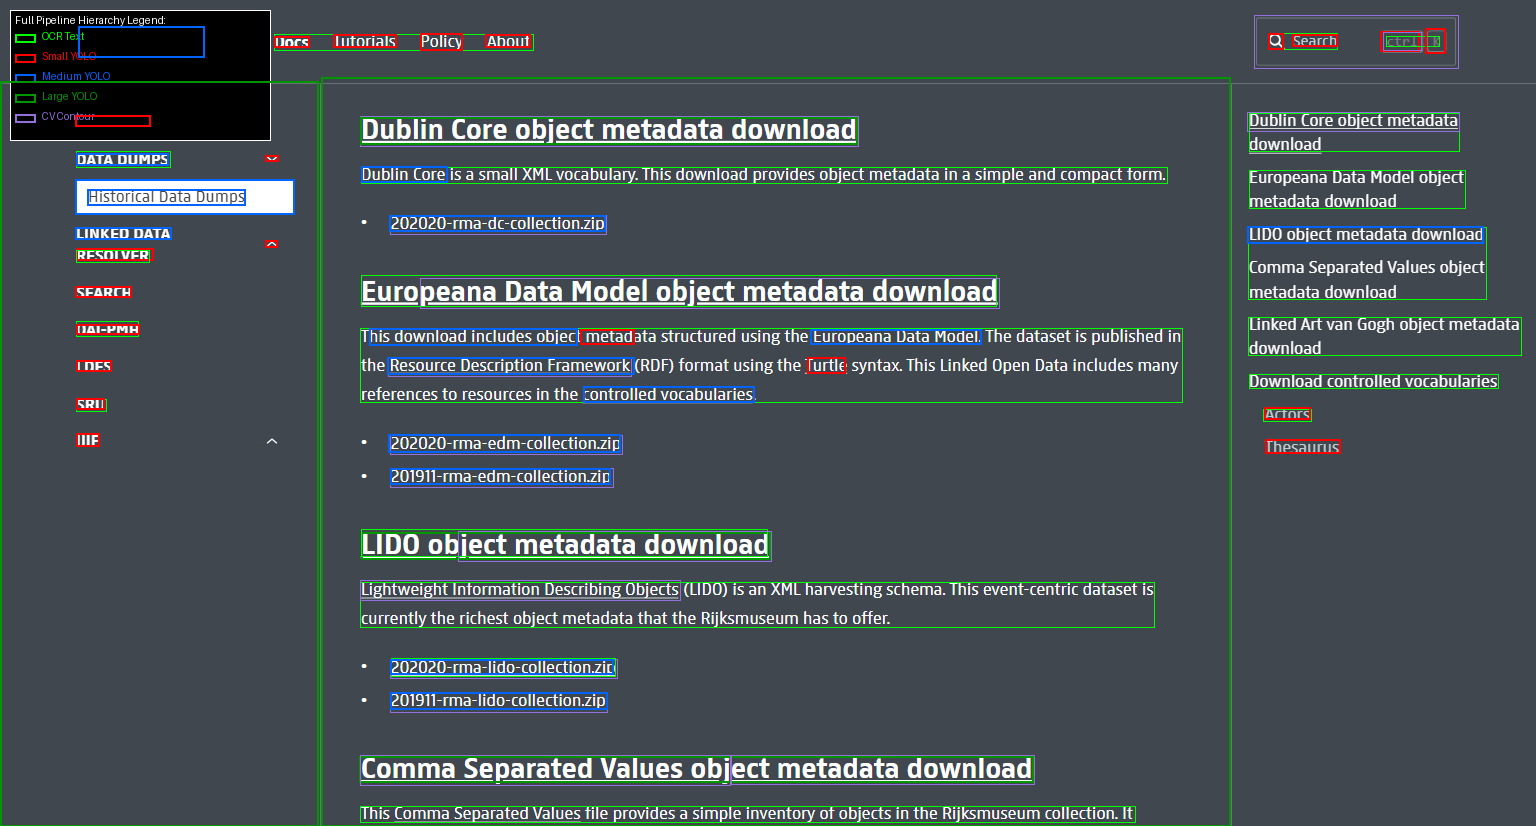 Full Pipeline Hierarchy Legend:
OCR Text
Small YOLO
Medium YOLO
Large YOLO
CV Contour
Docs Tutorials Policy About
Search ctrl K
DATA DUMPS
Historical Data Dumps
LINKED DATA
RESOLVER
SEARCH
OAI-PMH
LDES
SRU
IIIF
Dublin Core object metadata download
Dublin Core is a small XML vocabulary. This download provides object metadata in a simple and compact form.
• 202020-rma-dc-collection.zip
Europeana Data Model object metadata download
This download includes object metadata structured using the Europeana Data Model. The dataset is published in
the Resource Description Framework (RDF) format using the Turtle syntax. This Linked Open Data includes many
references to resources in the controlled vocabularies.
• 202020-rma-edm-collection.zip
• 201911-rma-edm-collection.zip
LIDO object metadata download
Lightweight Information Describing Objects (LIDO) is an XML harvesting schema. This event-centric dataset is
currently the richest object metadata that the Rijksmuseum has to offer.
• 202020-rma-lido-collection.zip
• 201911-rma-lido-collection.zip
Comma Separated Values object metadata download
This Comma Separated Values file provides a simple inventory of objects in the Rijksmuseum collection. It
Dublin Core object metadata
download
Europeana Data Model object
metadata download
LIDO object metadata download
Comma Separated Values object
metadata download
Linked Art van Gogh object metadata
download
Download controlled vocabularies
Actors
Thesaurus